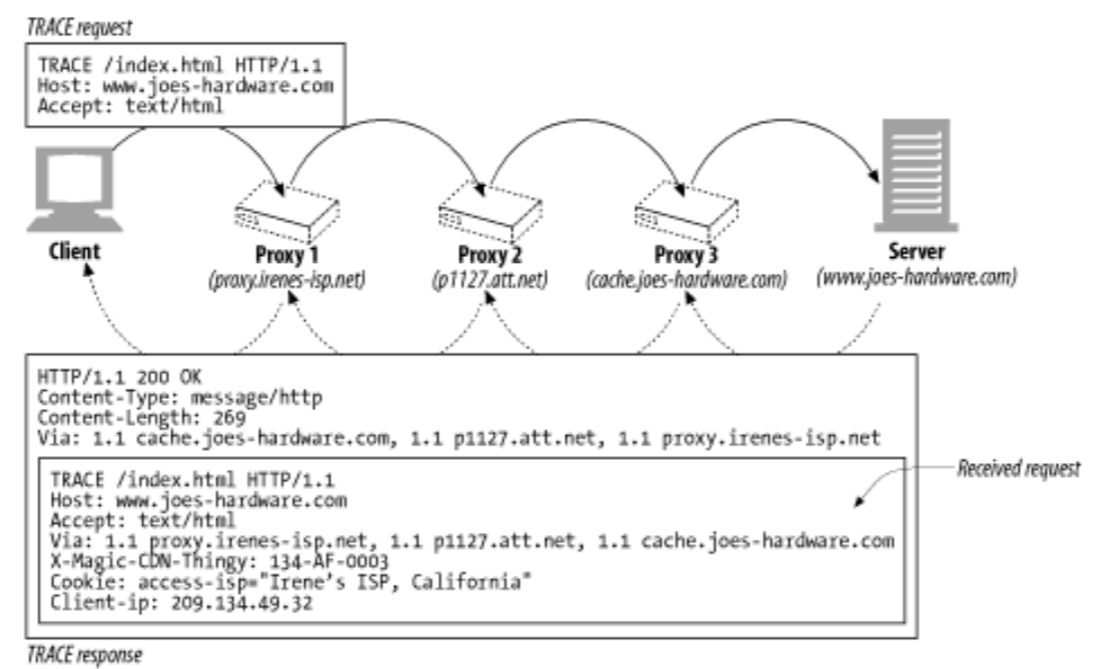 TRACE request
TRACE /index.html HTTP/1.1
Host: www.joes-hardware.com
Accept: text/html
Client
Proxy 1
(proxy.irenes-isp.net)
Proxy 2
(p1127.att.net)
Proxy 3
(cache.joes-hardware.com)
Server
(www.joes-hardware.com)
HTTP/1.1 200 OK
Content-Type: message/http
Content-Length: 269
Via: 1.1 cache.joes-hardware.com, 1.1 p1127.att.net, 1.1 proxy.irenes-isp.net
Received request
TRACE /index.html HTTP/1.1
Host: www.joes-hardware.com
Accept: text/html
Via: 1.1 proxy.irenes-isp.net, 1.1 p1127.att.net, 1.1 cache.joes-hardware.com
X-Magic-CDN-Thingy: 134-AF-0003
Cookie: access-isp="Irene's ISP, California"
Client-ip: 209.134.49.32
TRACE response